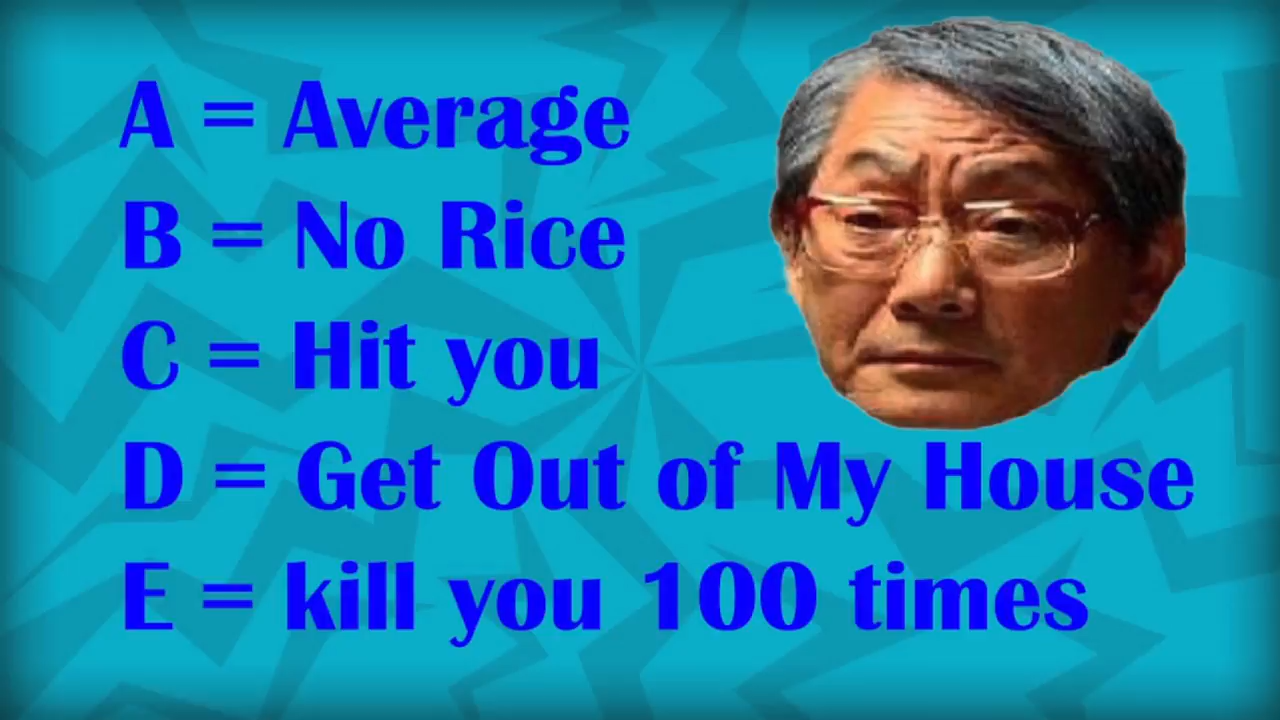 A = Average
B = No Rice
C = Hit you
D = Get Out of My House
E = kill you 100 times